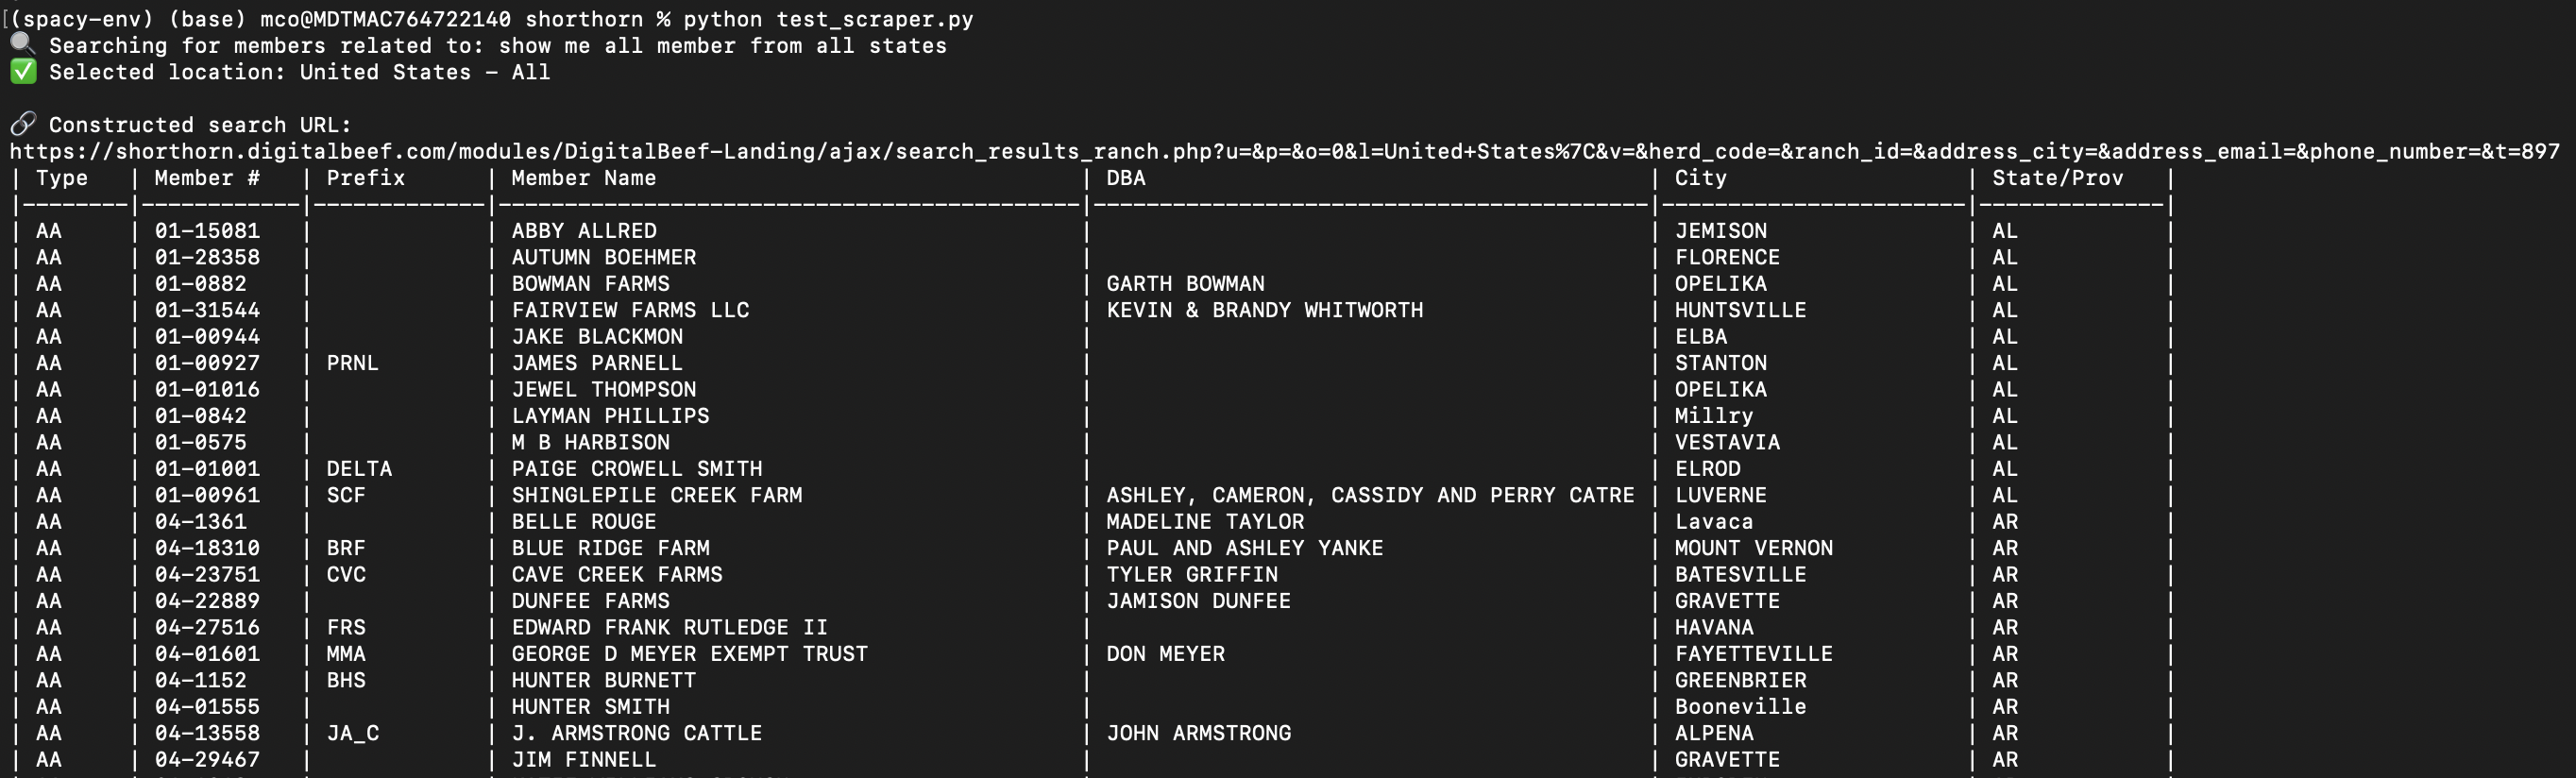 [(spacy-env) (base) mco@MDTMAC764722140 shorthorn % python test_scraper.py
🔍 Searching for members related to: show me all member from all states
✅ Selected location: United States - All
🔗 Constructed search URL:
https://shorthorn.digitalbeef.com/modules/DigitalBeef-Landing/ajax/search_results_ranch.php?u=&p=&o=0&l=United+States%7C&v=&herd_code=&ranch_id=&address_city=&address_email=&phone_number=&t=897
| Type | Member # | Prefix | Member Name | DBA | City | State/Prov |
|--------|------------|-------------|--------------------------------------------|------------------------------------------|-----------------------|--------------|
| AA | 01-15081 | | ABBY ALLRED | | JEMISON | AL |
| AA | 01-28358 | | AUTUMN BOEHMER | | FLORENCE | AL |
| AA | 01-0882 | | BOWMAN FARMS | GARTH BOWMAN | OPELIKA | AL |
| AA | 01-31544 | | FAIRVIEW FARMS LLC | KEVIN & BRANDY WHITWORTH | HUNTSVILLE | AL |
| AA | 01-00944 | | JAKE BLACKMON | | ELBA | AL |
| AA | 01-00927 | PRNL | JAMES PARNELL | | STANTON | AL |
| AA | 01-01016 | | JEWEL THOMPSON | | OPELIKA | AL |
| AA | 01-0842 | | LAYMAN PHILLIPS | | Millry | AL |
| AA | 01-0575 | | M B HARBISON | | VESTAVIA | AL |
| AA | 01-01001 | DELTA | PAIGE CROWELL SMITH | | ELROD | AL |
| AA | 01-00961 | SCF | SHINGLEPILE CREEK FARM | ASHLEY, CAMERON, CASSIDY AND PERRY CATRE | LUVERNE | AL |
| AA | 04-1361 | | BELLE ROUGE | MADELINE TAYLOR | Lavaca | AR |
| AA | 04-18310 | BRF | BLUE RIDGE FARM | PAUL AND ASHLEY YANKE | MOUNT VERNON | AR |
| AA | 04-23751 | CVC | CAVE CREEK FARMS | TYLER GRIFFIN | BATESVILLE | AR |
| AA | 04-22889 | | DUNFEE FARMS | JAMISON DUNFEE | GRAVETTE | AR |
| AA | 04-27516 | FRS | EDWARD FRANK RUTLEDGE II | | HAVANA | AR |
| AA | 04-01601 | MMA | GEORGE D MEYER EXEMPT TRUST | DON MEYER | FAYETTEVILLE | AR |
| AA | 04-1152 | BHS | HUNTER BURNETT | | GREENBRIER | AR |
| AA | 04-01555 | | HUNTER SMITH | | Booneville | AR |
| AA | 04-13558 | JA_C | J. ARMSTRONG CATTLE | JOHN ARMSTRONG | ALPENA | AR |
| AA | 04-29467 | | JIM FINNELL | | GRAVETTE | AR |